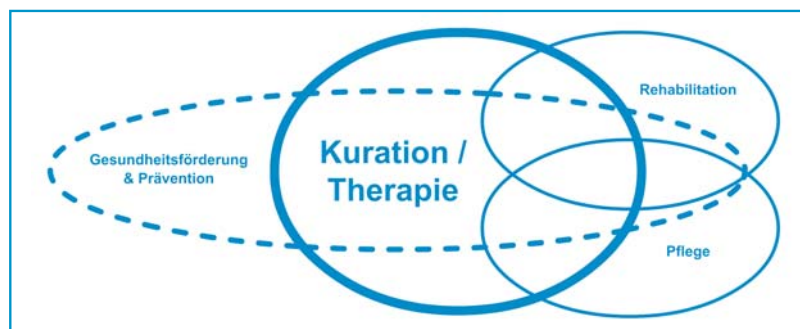 Rehabilitation
Gesundheitsförderung
& Prävention
Kuration /
Therapie
Pflege